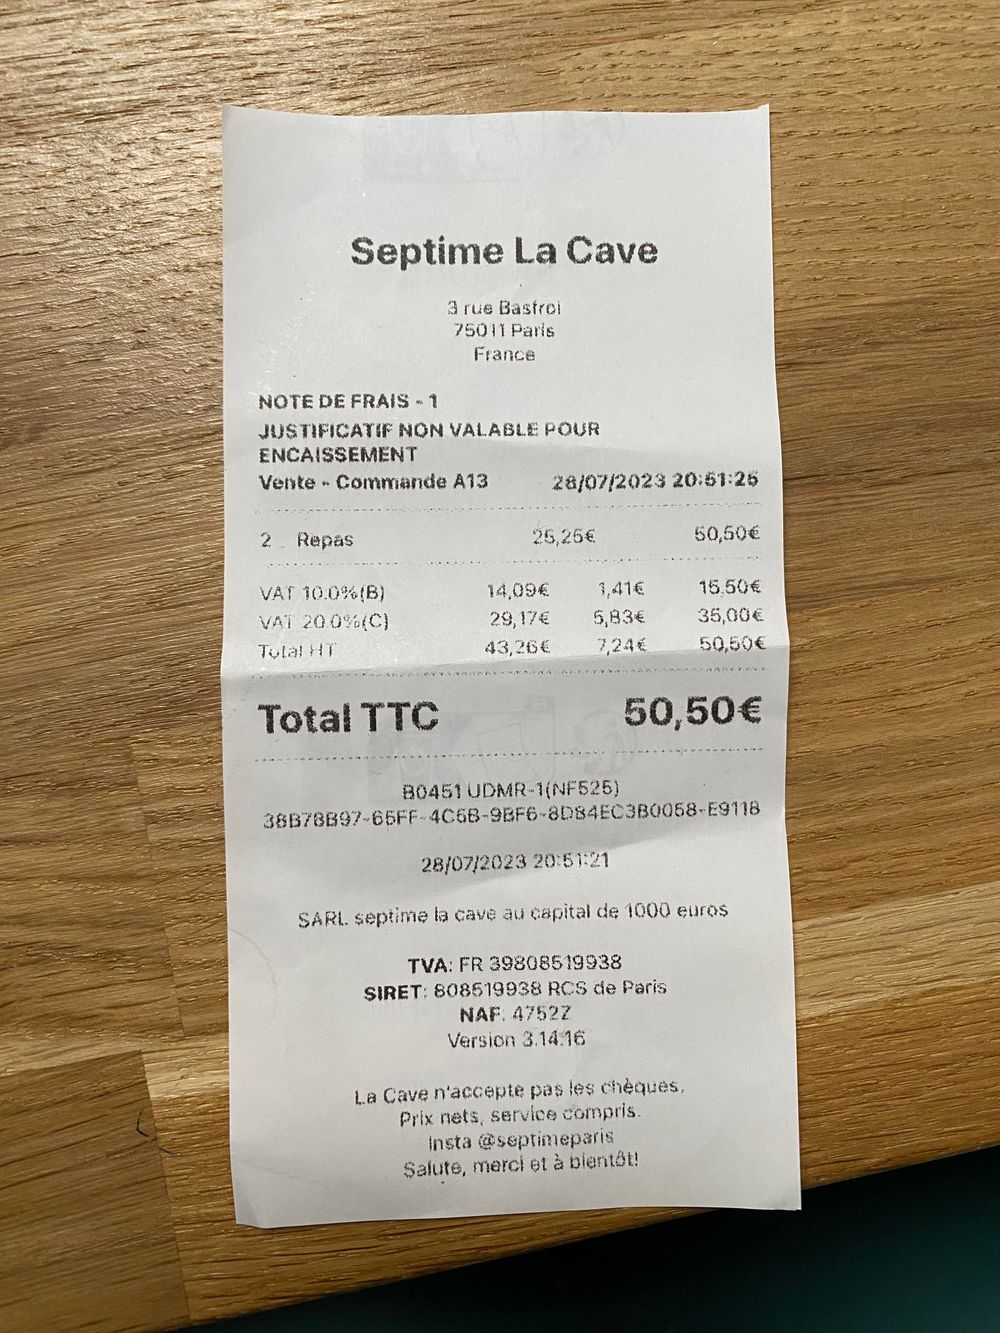 Septime La Cave
3 rue Basfroi
75011 Paris
France
NOTE DE FRAIS - 1
JUSTIFICATIF NON VALABLE POUR
ENCAISSEMENT
Vente - Commande A13 28/07/2023 20:51:25
2 Repas 25,25€ 50,50€
VAT 10.0%(B) 14,09€ 1,41€ 15,50€
VAT 20.0%(C) 29,17€ 5,83€ 35,00€
Total HT 43,26€ 7,24€ 50,50€
Total TTC 50,50€
B0451 UDMR-1(NF525)
38B78B97-65FF-4C5B-9BF6-8D84EC3B0058-E9118
28/07/2023 20:51:21
SARL septime la cave au capital de 1000 euros
TVA: FR 39808519938
SIRET: 808519938 RCS de Paris
NAF: 4752Z
Version 3.14.16
La Cave n'accepte pas les chèques.
Prix nets, service compris.
Insta @septimeparis
Salute, merci et à bientôt!